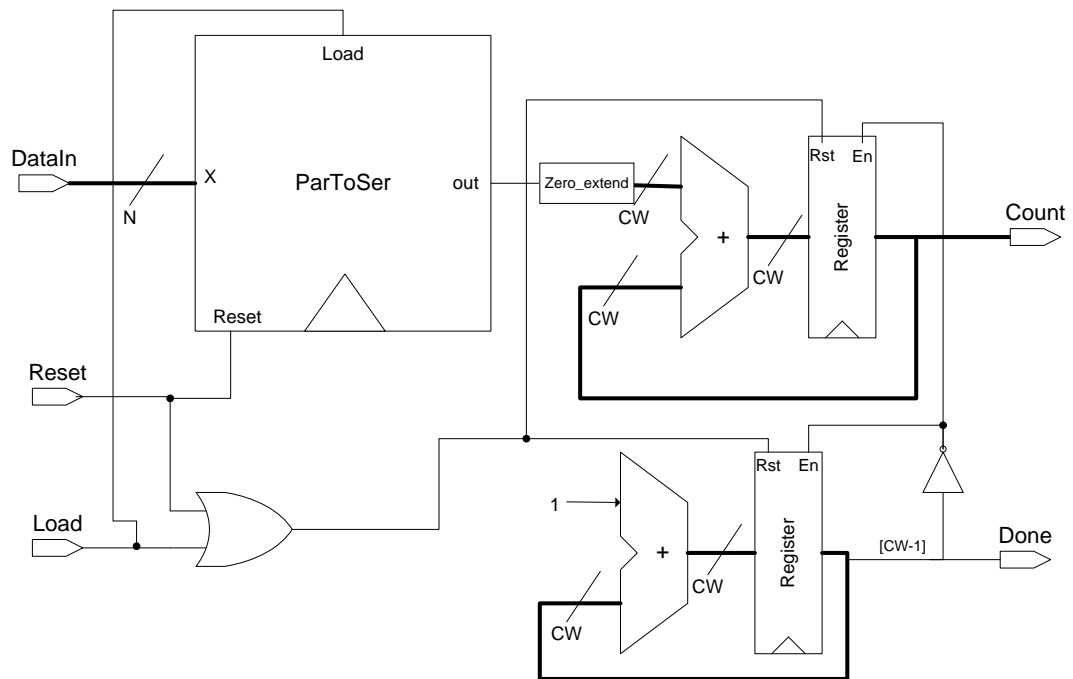 Load
DataIn
X
ParToSer
out
N
Reset
Zero_extend
CW
+
CW
CW
Rst
En
Register
Count
Reset
Load
1
+
CW
CW
Rst
En
Register
[CW-1]
Done